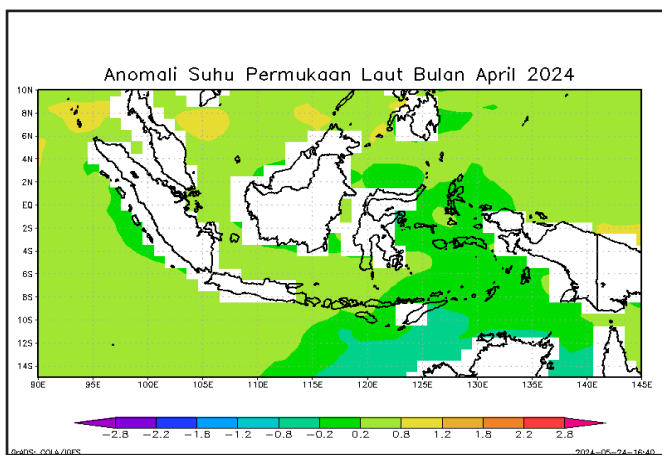 Anomali Suhu Permukaan Laut Bulan April 2024
10N
8N
6N
4N
2N
EQ
2S
4S
6S
8S
10S
12S
14S
90E 95E 100E 105E 110E 115E 120E 125E 130E 135E 140E 145E
-2.8 -2.2 -1.8 -1.2 -0.8 -0.2 0.2 0.8 1.2 1.8 2.2 2.8
GrADS: COLA/IGES 2024-05-24-16:40